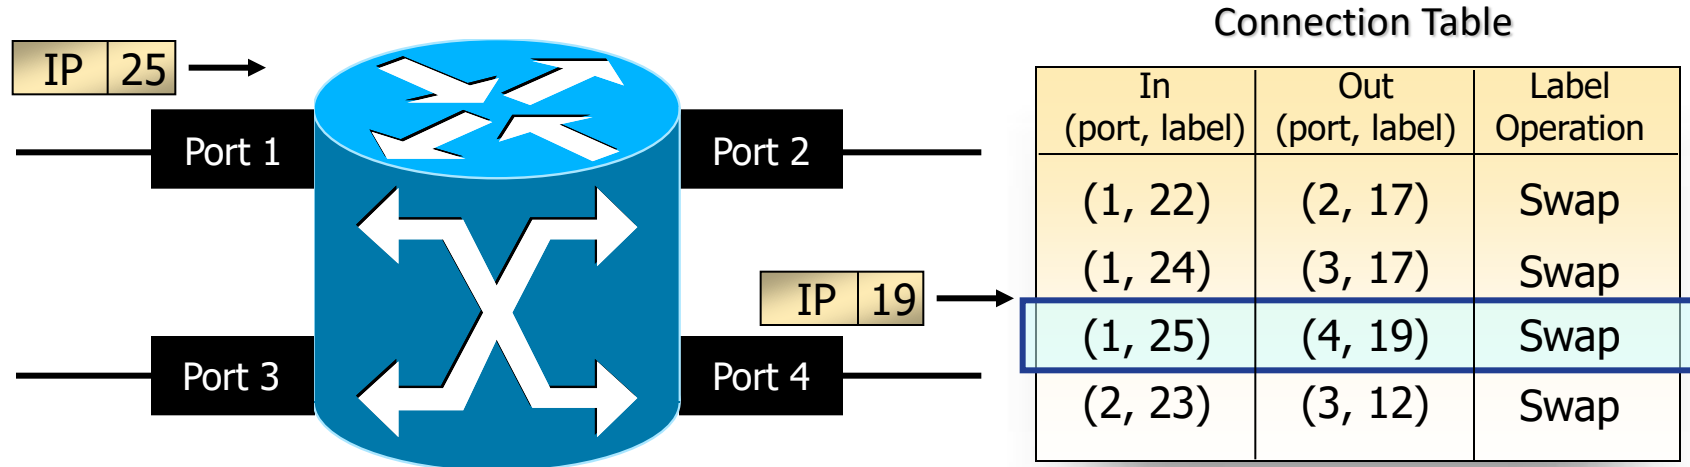 Connection Table
IP 25
Port 1
Port 2
IP 19
Port 3
Port 4
In Out Label
(port, label) (port, label) Operation
(1, 22) (2, 17) Swap
(1, 24) (3, 17) Swap
(1, 25) (4, 19) Swap
(2, 23) (3, 12) Swap